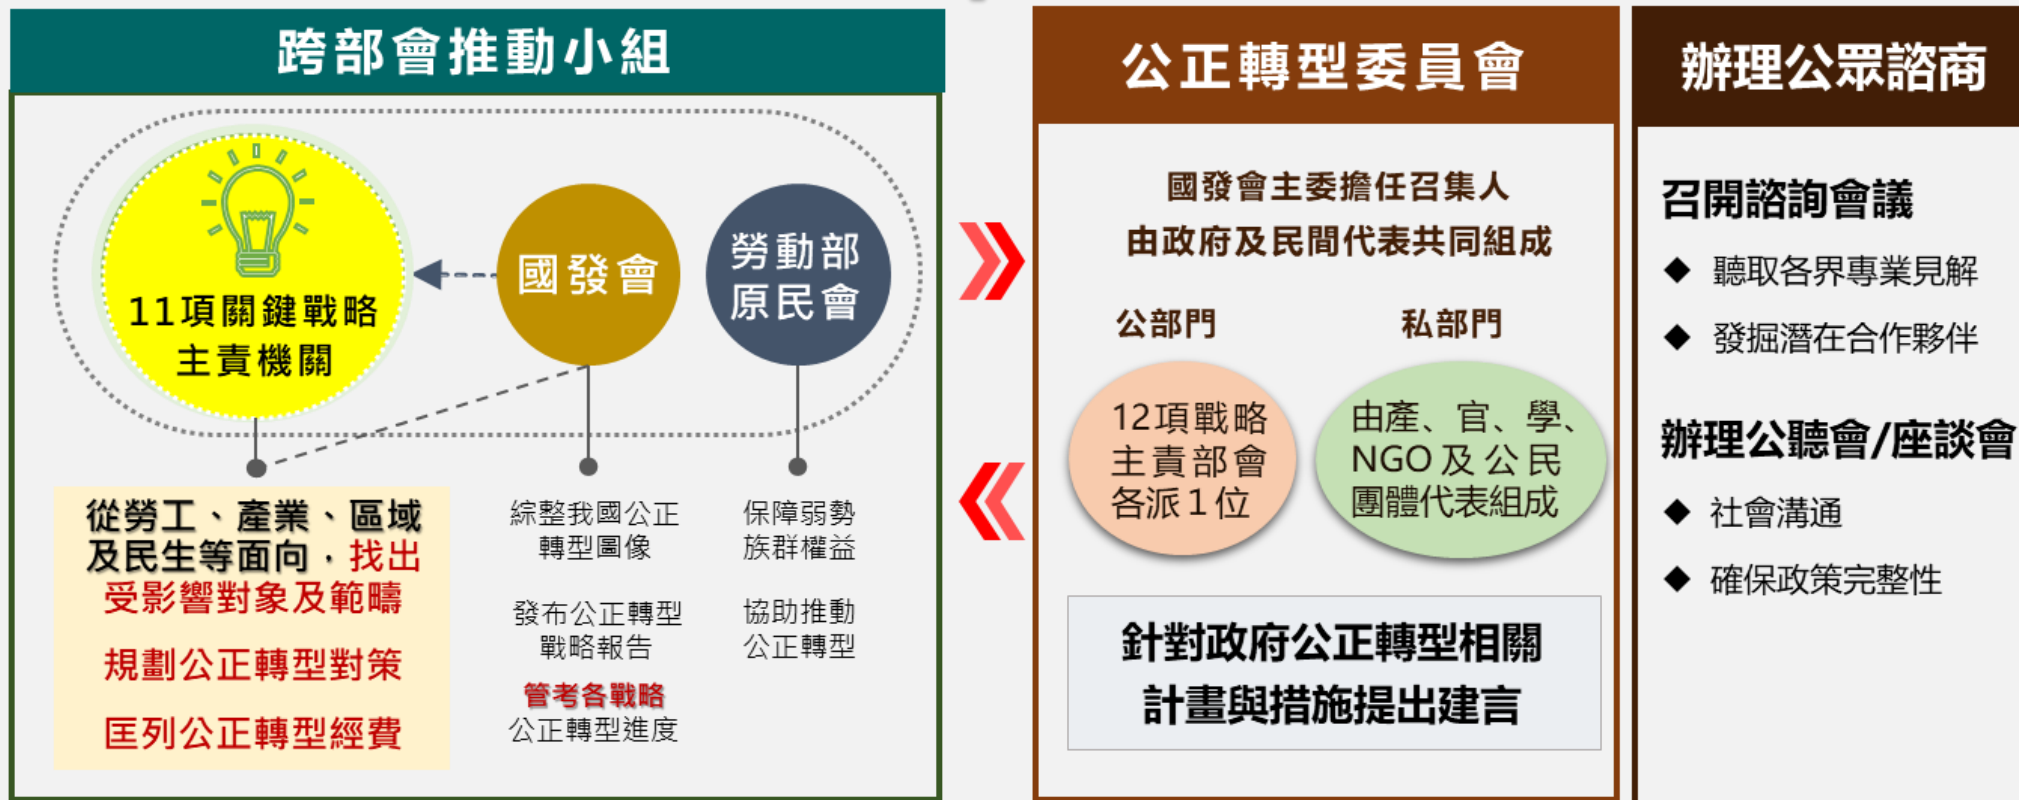 跨部會推動小組
11項關鍵戰略
主責機關
國發會
勞動部
原民會
從勞工、產業、區域
及民生等面向，找出
受影響對象及範疇
規劃公正轉型對策
匡列公正轉型經費
綜整我國公正
轉型圖像
發布公正轉型
戰略報告
管考各戰略
公正轉型進度
保障弱勢
族群權益
協助推動
公正轉型
公正轉型委員會
國發會主委擔任召集人
由政府及民間代表共同組成
公部門
12項戰略
主責部會
各派1位
私部門
由產、官、學、
NGO及公民
團體代表組成
針對政府公正轉型相關
計畫與措施提出建言
辦理公眾諮商
召開諮詢會議
◆ 聽取各界專業見解
◆ 發掘潛在合作夥伴
辦理公聽會/座談會
◆ 社會溝通
◆ 確保政策完整性